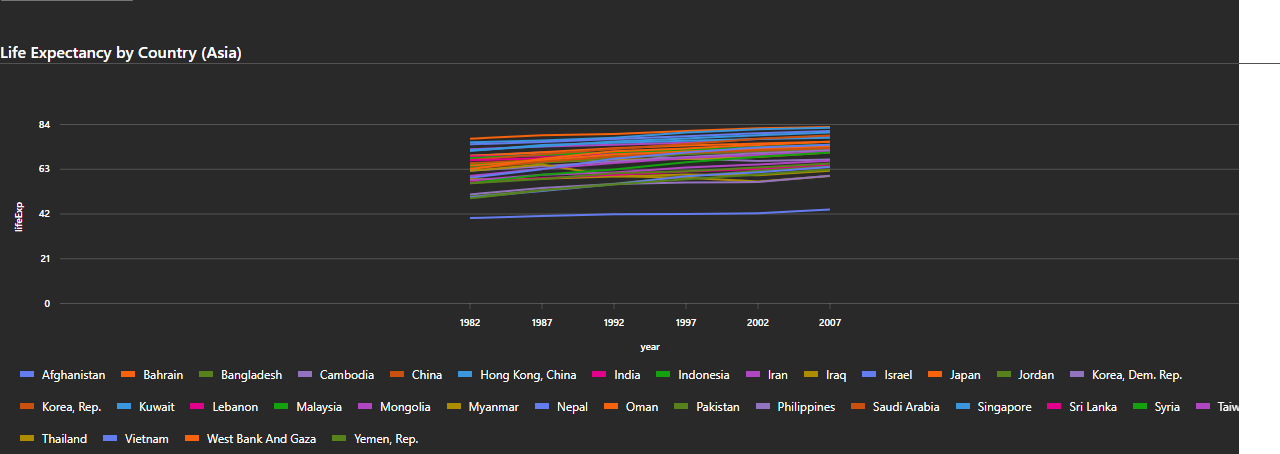 Life Expectancy by Country (Asia)
84
63
42
21
0
lifeExp
1982 1987 1992 1997 2002 2007
year
Afghanistan Bahrain Bangladesh Cambodia China Hong Kong, China India Indonesia Iran Iraq Israel Japan Jordan Korea, Dem. Rep.
Korea, Rep. Kuwait Lebanon Malaysia Mongolia Myanmar Nepal Oman Pakistan Philippines Saudi Arabia Singapore Sri Lanka Syria Taiw
Thailand Vietnam West Bank And Gaza Yemen, Rep.